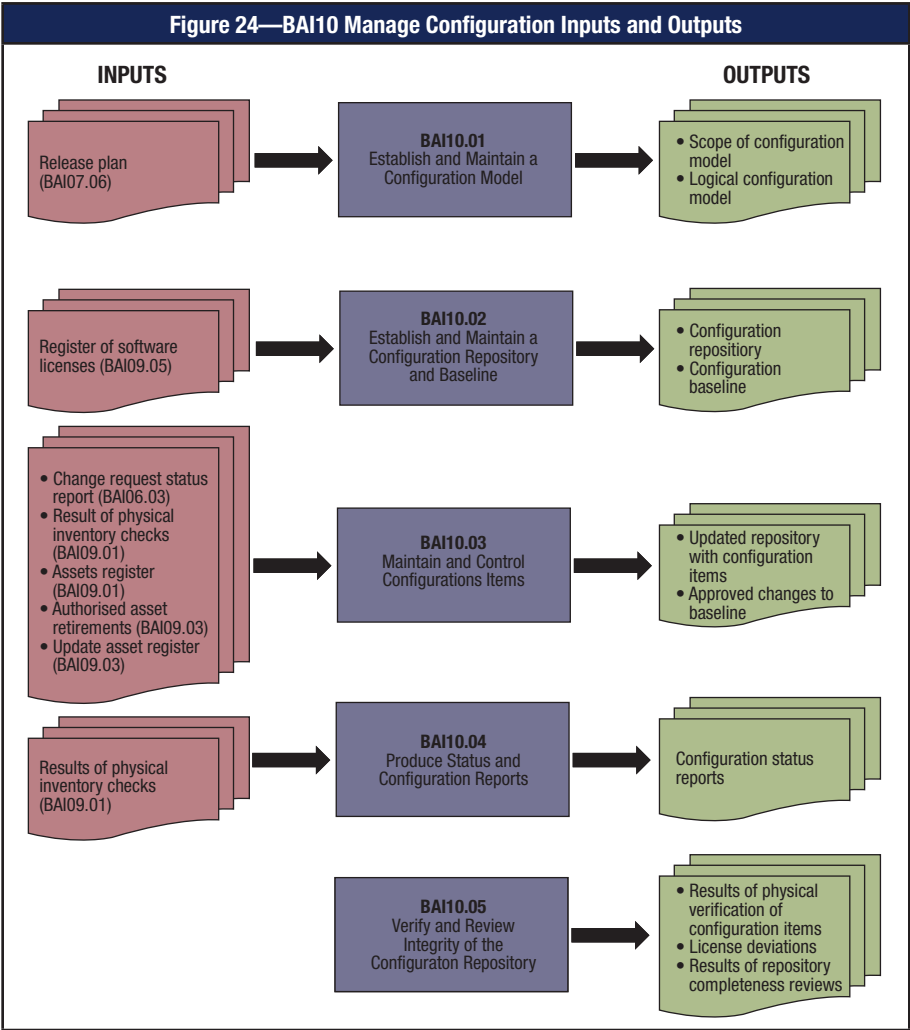 Figure 24—BAI10 Manage Configuration Inputs and Outputs
INPUTS
OUTPUTS
Release plan
(BAI07.06)
BAI10.01
Establish and Maintain a
Configuration Model
• Scope of configuration
model
• Logical configuration
model
Register of software
licenses (BAI09.05)
BAI10.02
Establish and Maintain a
Configuration Repository
and Baseline
• Configuration
repositiory
• Configuration
baseline
• Change request status
report (BAI06.03)
• Result of physical
inventory checks
(BAI09.01)
• Assets register
(BAI09.01)
• Authorised asset
retirements (BAI09.03)
• Update asset register
(BAI09.03)
BAI10.03
Maintain and Control
Configurations Items
• Updated repository
with configuration
items
• Approved changes to
baseline
Results of physical
inventory checks
(BAI09.01)
BAI10.04
Produce Status and
Configuration Reports
Configuration status
reports
BAI10.05
Verify and Review
Integrity of the
Configuraton Repository
• Results of physical
verification of
configuration items
• License deviations
• Results of repository
completeness reviews